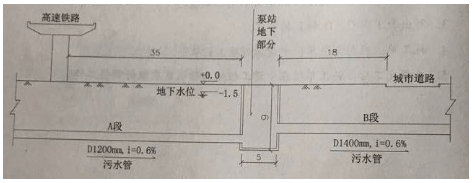 高速铁路
泵站
地下
部分
35
18
±0.0
地下水位
-1.5
城市道路
9
A段
B段
D1200mm, i=0.6%
污水管
5
D1400mm, i=0.6%
污水管